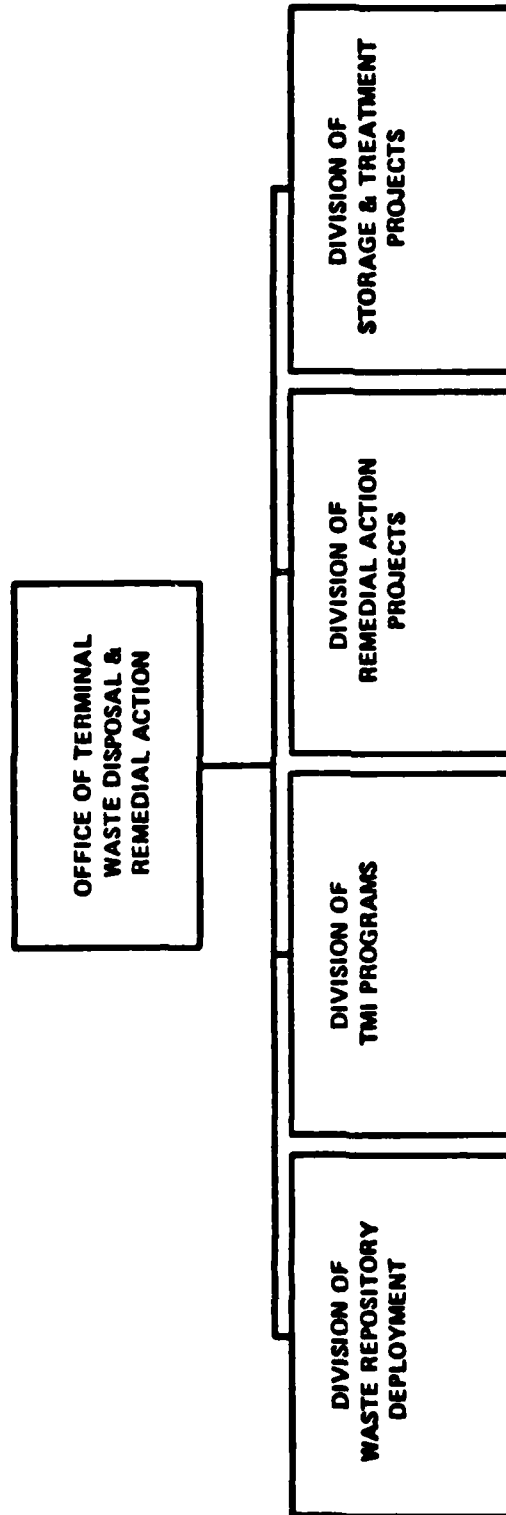 OFFICE OF TERMINAL
WASTE DISPOSAL &
REMEDIAL ACTION
DIVISION OF
WASTE REPOSITORY
DEPLOYMENT
DIVISION OF
TMI PROGRAMS
DIVISION OF
REMEDIAL ACTION
PROJECTS
DIVISION OF
STORAGE & TREATMENT
PROJECTS